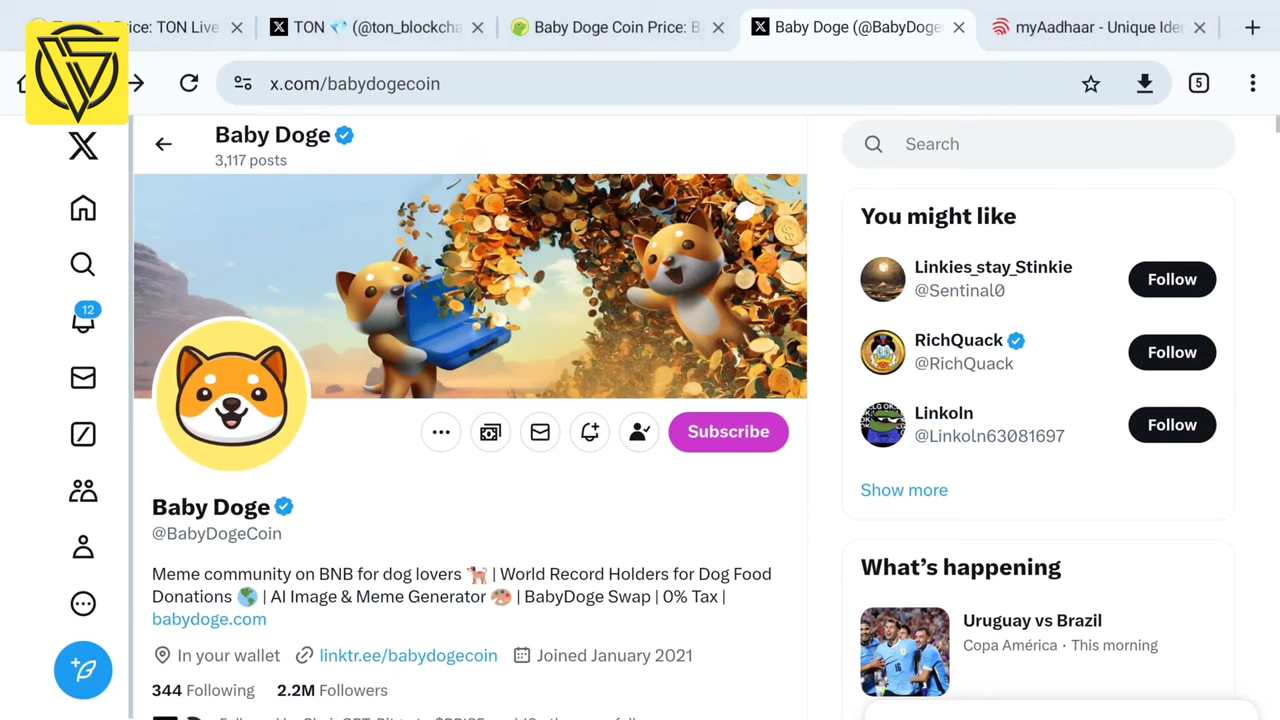 Price: TON Live
TON 💎 (@ton_blockcha
Baby Doge Coin Price: B
Baby Doge (@BabyDoge
myAadhaar - Unique Iden
x.com/babydogecoin
5
Baby Doge
3,117 posts
Search
You might like
Linkies_stay_Stinkie
@Sentinal0
Follow
RichQuack
@RichQuack
Follow
Linkoln
@Linkoln63081697
Follow
Show more
12
Subscribe
Baby Doge
@BabyDogeCoin
Meme community on BNB for dog lovers 🐕 | World Record Holders for Dog Food
Donations 🌎 | AI Image & Meme Generator 🎨 | BabyDoge Swap | 0% Tax |
babydoge.com
In your wallet linktr.ee/babydogecoin Joined January 2021
344 Following 2.2M Followers
What's happening
Uruguay vs Brazil
Copa América · This morning